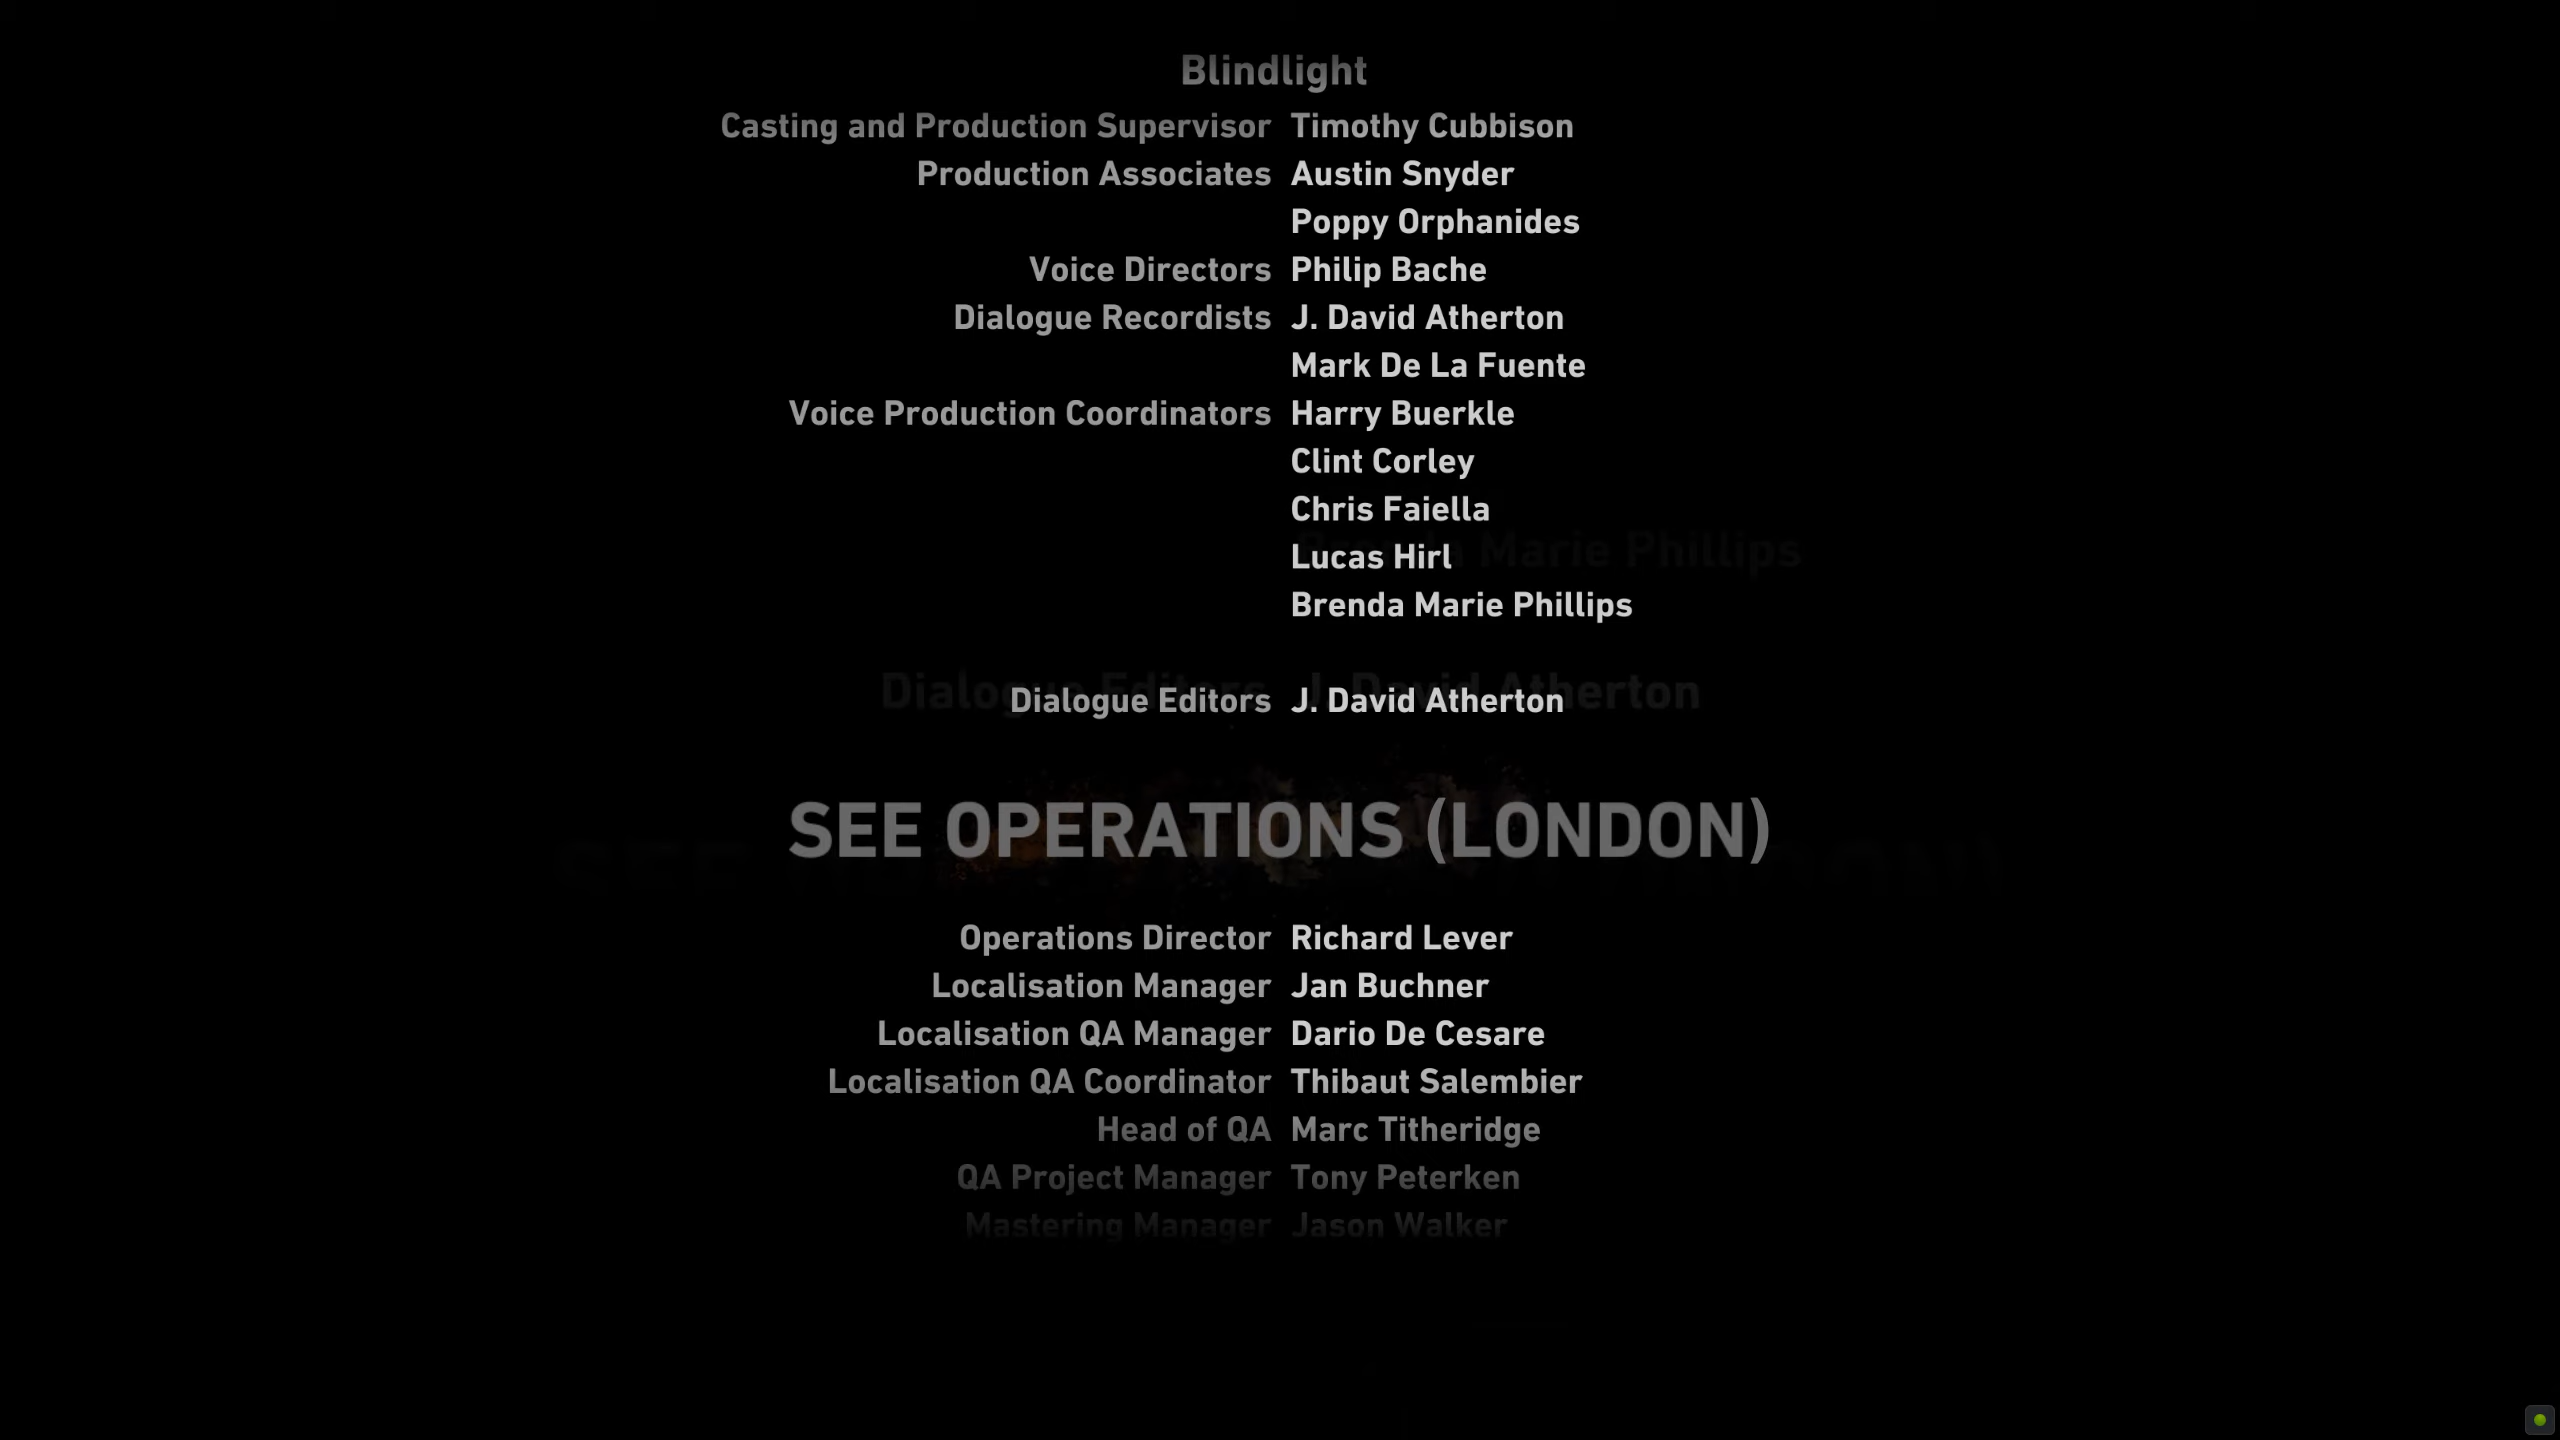 Blindlight
Casting and Production Supervisor Timothy Cubbison
Production Associates Austin Snyder
Poppy Orphanides
Voice Directors Philip Bache
Dialogue Recordists J. David Atherton
Mark De La Fuente
Voice Production Coordinators Harry Buerkle
Clint Corley
Chris Faiella
Lucas Hirl
Brenda Marie Phillips
Dialogue Editors J. David Atherton
SEE OPERATIONS (LONDON)
Operations Director Richard Lever
Localisation Manager Jan Buchner
Localisation QA Manager Dario De Cesare
Localisation QA Coordinator Thibaut Salembier
Head of QA Marc Titheridge
QA Project Manager Tony Peterken
Mastering Manager Jason Walker